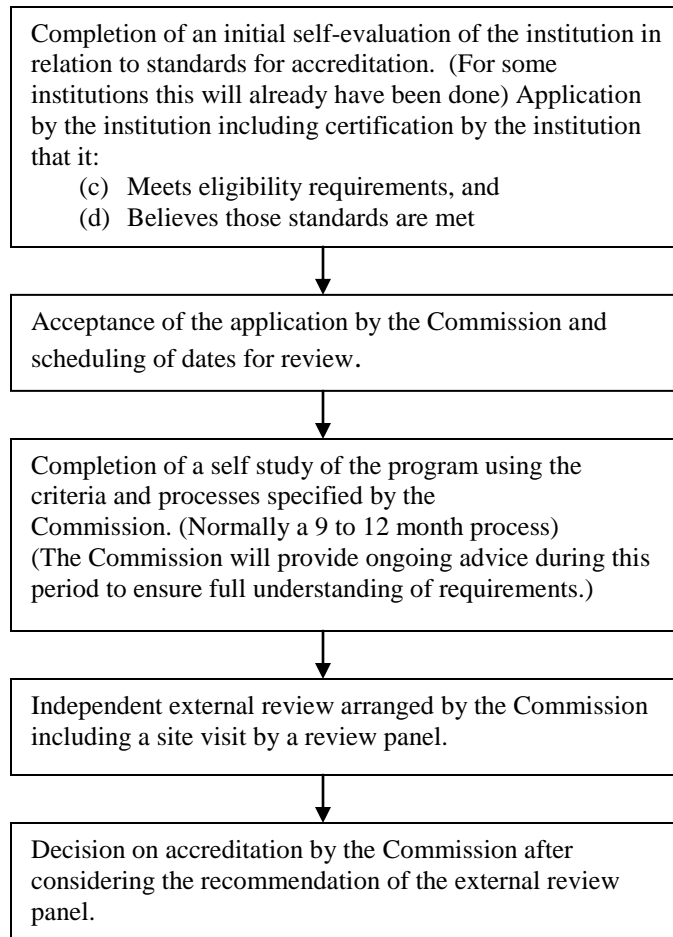 Completion of an initial self-evaluation of the institution in
relation to standards for accreditation. (For some
institutions this will already have been done) Application
by the institution including certification by the institution
that it:
(c) Meets eligibility requirements, and
(d) Believes those standards are met
Acceptance of the application by the Commission and
scheduling of dates for review.
Completion of a self study of the program using the
criteria and processes specified by the
Commission. (Normally a 9 to 12 month process)
(The Commission will provide ongoing advice during this
period to ensure full understanding of requirements.)
Independent external review arranged by the Commission
including a site visit by a review panel.
Decision on accreditation by the Commission after
considering the recommendation of the external review
panel.